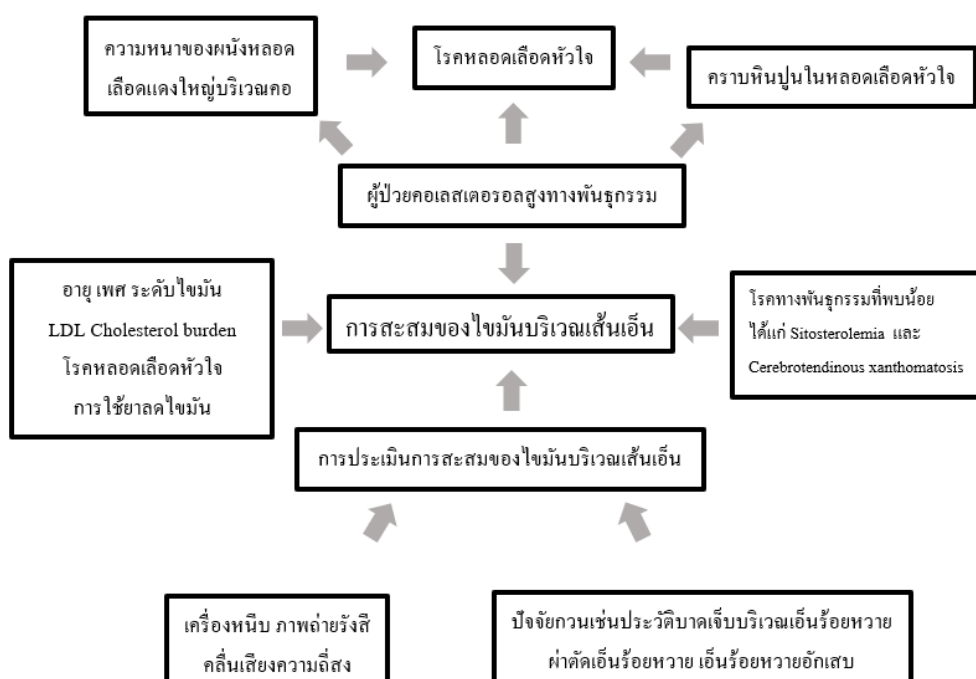 ความหนาของผนังหลอด
เลือดแดงใหญ่บริเวณคอ
โรคหลอดเลือดหัวใจ
คราบหินปูนในหลอดเลือดหัวใจ
ผู้ป่วยคอเลสเตอรอลสูงทางพันธุกรรม
อายุ เพศ ระดับไขมัน
LDL Cholesterol burden
โรคหลอดเลือดหัวใจ
การใช้ยาลดไขมัน
การสะสมของไขมันบริเวณเส้นเอ็น
โรคทางพันธุกรรมที่พบน้อย
ได้แก่ Sitosterolemia และ
Cerebrotendinous xanthomatosis
การประเมินการสะสมของไขมันบริเวณเส้นเอ็น
เครื่องหนีบ ภาพถ่ายรังสี
คลื่นเสียงความถี่สูง
ปัจจัยกวนเช่นประวัติบาดเจ็บบริเวณเอ็นร้อยหวาย
ผ่าตัดเอ็นร้อยหวาย เอ็นร้อยหวายอักเสบ